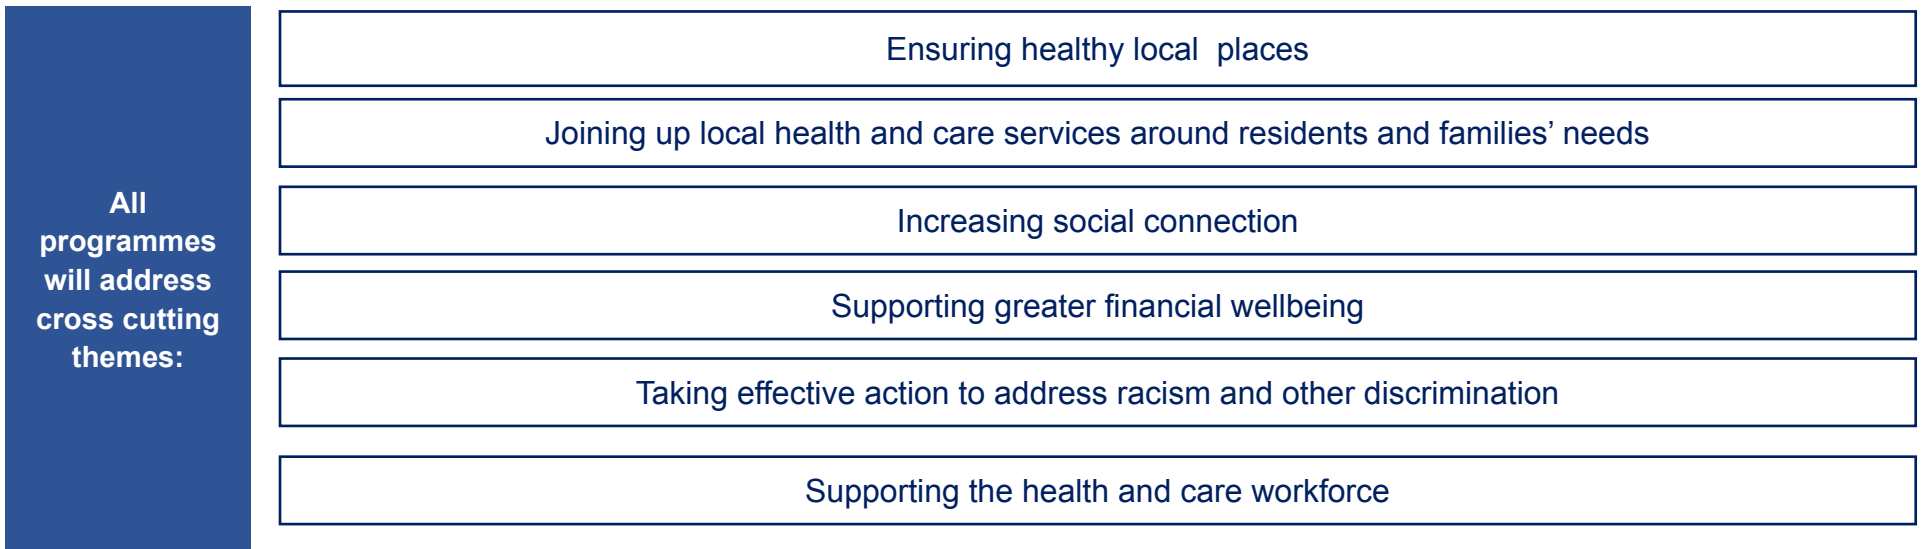 All
programmes
will address
cross cutting
themes:
Ensuring healthy local  places
Joining up local health and care services around residents and families’ needs
Increasing social connection
Supporting greater financial wellbeing
Taking effective action to address racism and other discrimination
Supporting the health and care workforce